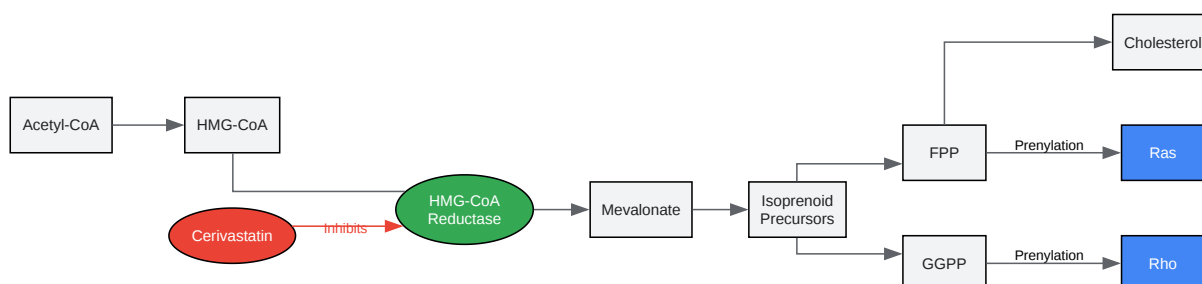 Cholesterol
Acetyl-CoA
HMG-CoA
FPP
Prenylation
Ras
HMG-CoA
Reductase
Mevalonate
Isoprenoid
Precursors
Cerivastatin
Inhibits
GGPP
Prenylation
Rho